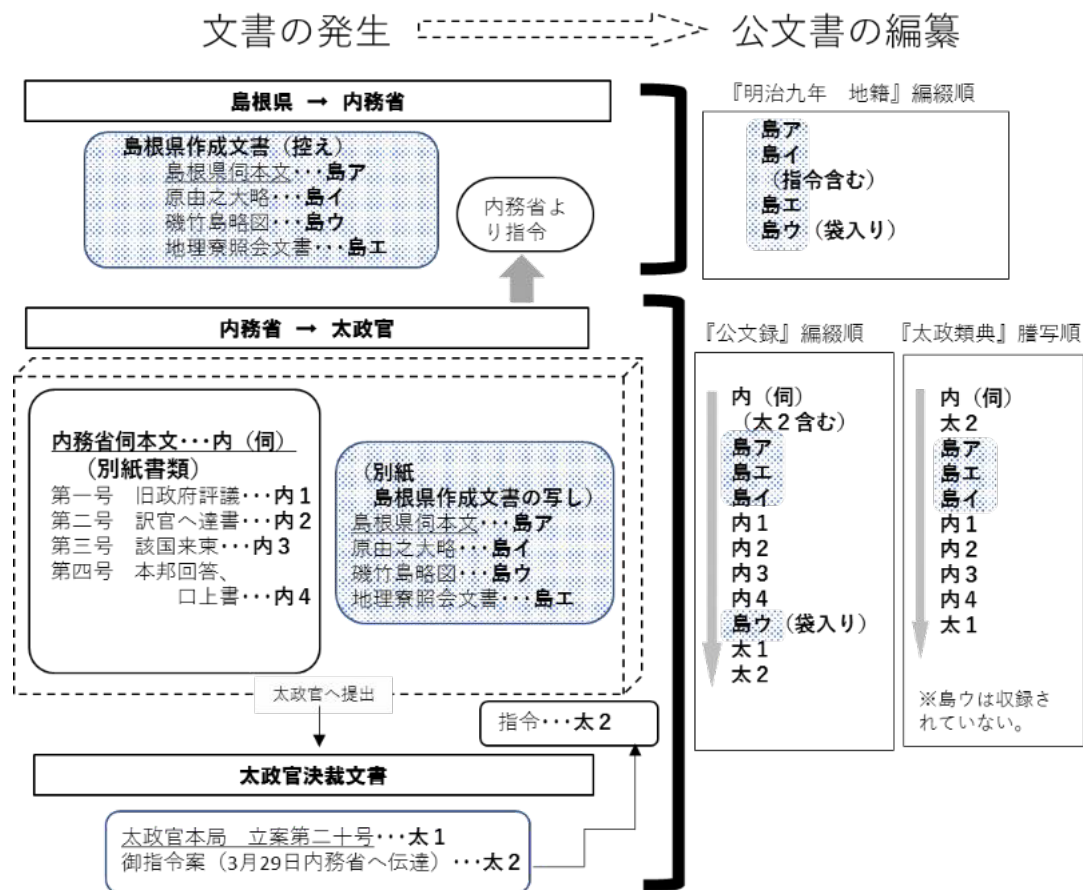 文書の発生
公文書の編纂
島根県 → 内務省
島根県作成文書（控え）
島根県伺本文･･･島ア
原由之大略･･･島イ
磯竹島略図･･･島ウ
地理寮照会文書･･･島エ
内務省よ
り指令
『明治九年　地籍』編綴順
島ア
島イ
（指令含む）
島エ
島ウ（袋入り）
内務省 → 太政官
内務省伺本文･･･内（伺）
（別紙書類）
第一号　旧政府評議･･･内１
第二号　訳官へ達書･･･内２
第三号　該国来柬･･･内３
第四号　本邦回答、
口上書･･･内４
（別紙
島根県作成文書の写し）
島根県伺本文･･･島ア
原由之大略･･･島イ
磯竹島略図･･･島ウ
地理寮照会文書･･･島エ
太政官へ提出
指令･･･太２
太政官決裁文書
太政官本局　立案第二十号･･･太１
御指令案（3月29日内務省へ伝達）･･･太２
『公文録』編綴順
内（伺）
（太２含む）
島ア
島エ
島イ
内１
内２
内３
内４
島ウ（袋入り）
太１
太２
『太政類典』謄写順
内（伺）
太２
島ア
島エ
島イ
内１
内２
内３
内４
太１
※島ウは収録さ
れていない。